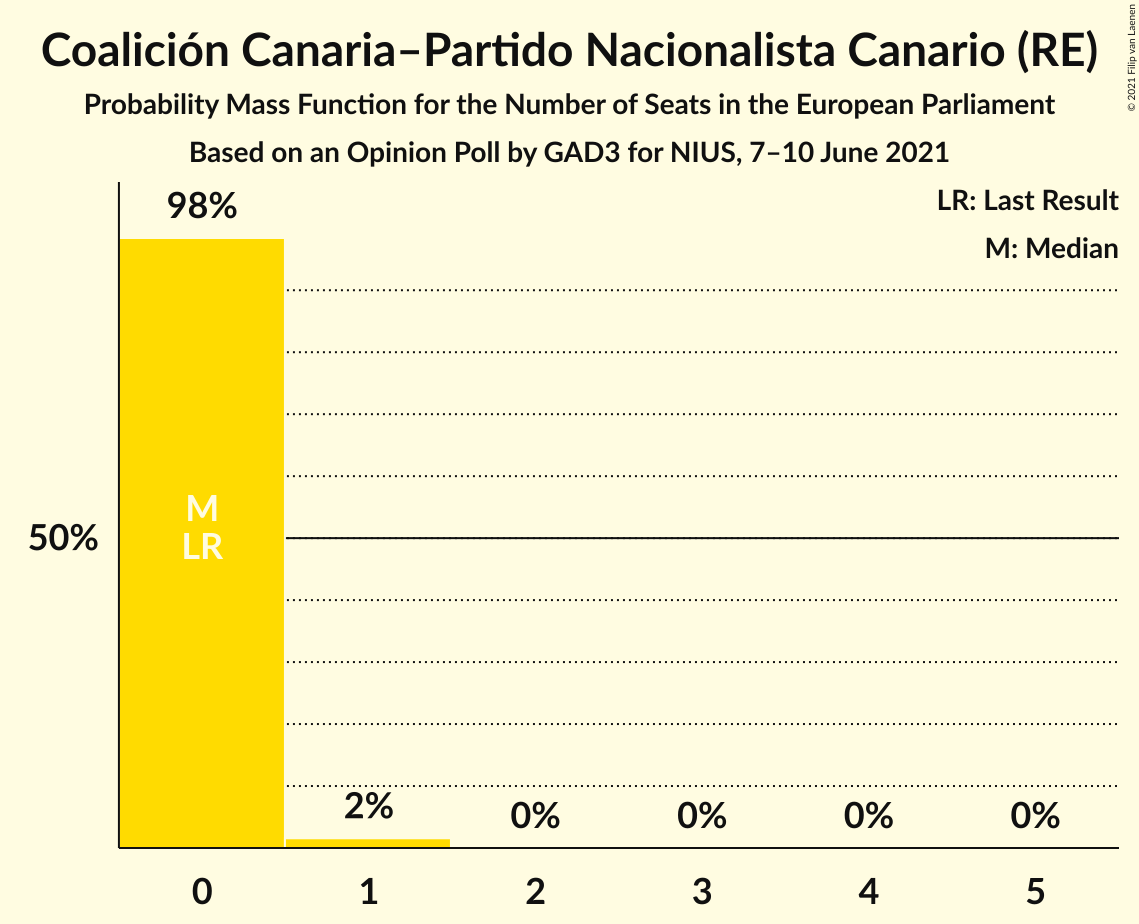 Coalición Canaria–Partido Nacionalista Canario (RE)
Probability Mass Function for the Number of Seats in the European Parliament
Based on an Opinion Poll by GAD3 for NIUS, 7–10 June 2021
© 2021 Filip van Laenen
LR: Last Result
M: Median
98%
M
LR
50%
2%
0%
0%
0%
0%
0
1
2
3
4
5